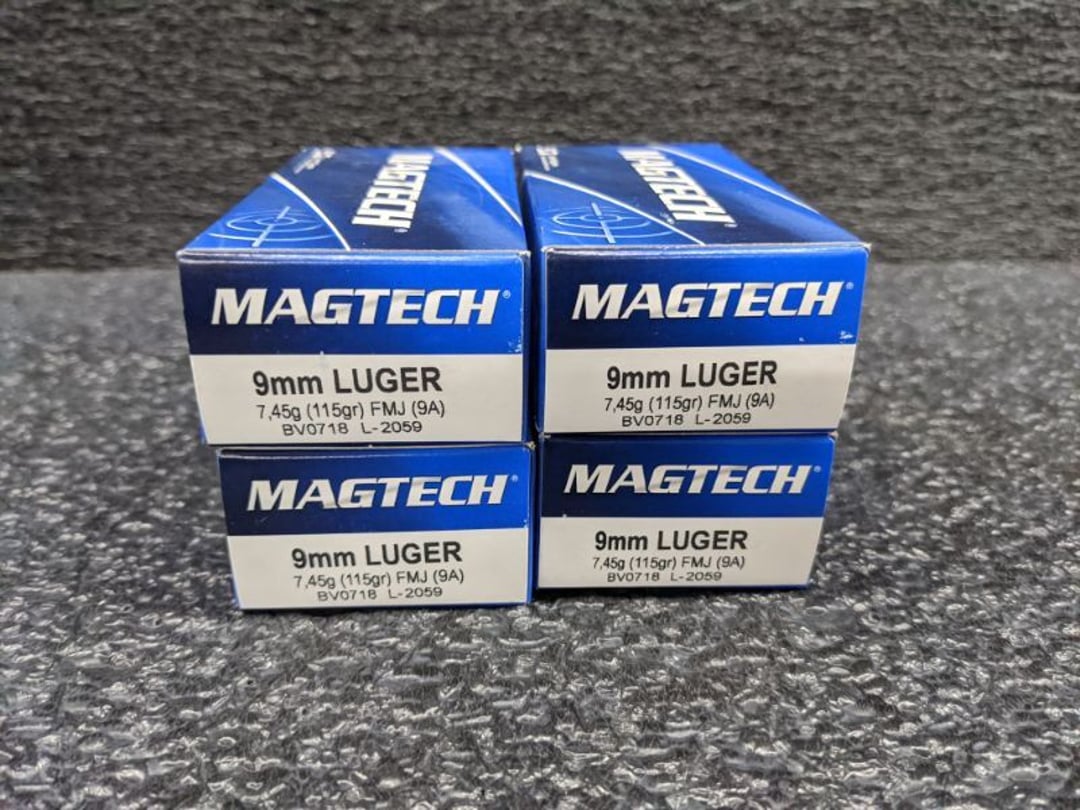 MAGTECH®
MAGTECH®
MAGTECH®
9mm LUGER
7,45g (115gr) FMJ (9A)
BV0718 L-2059
MAGTECH®
9mm LUGER
7,45g (115gr) FMJ (9A)
BV0718 L-2059
MAGTECH®
9mm LUGER
7,45g (115gr) FMJ (9A)
BV0718 L-2059
MAGTECH®
9mm LUGER
7,45g (115gr) FMJ (9A)
BV0718 L-2059